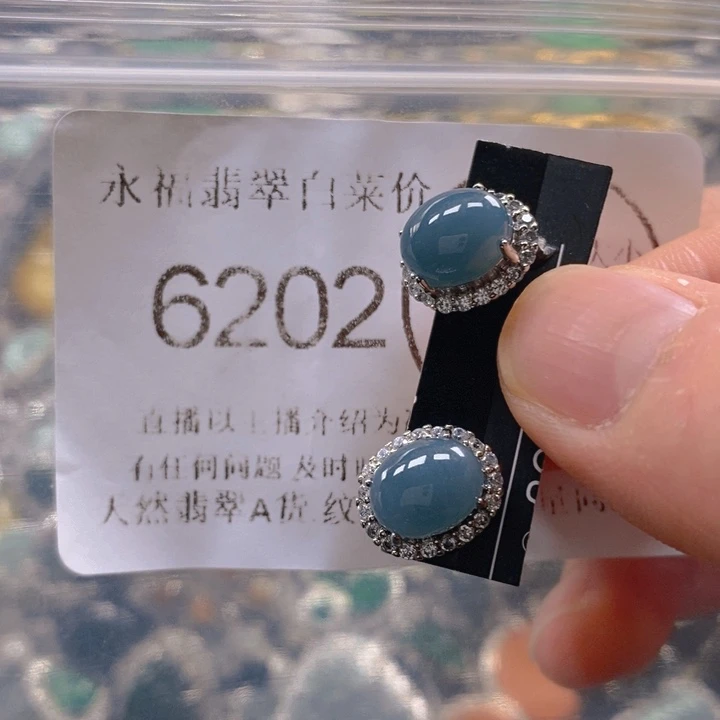 永福翡翠白菜价
6202
直播以主播介绍为
有任何问题及时
天然翡翠A货 纹